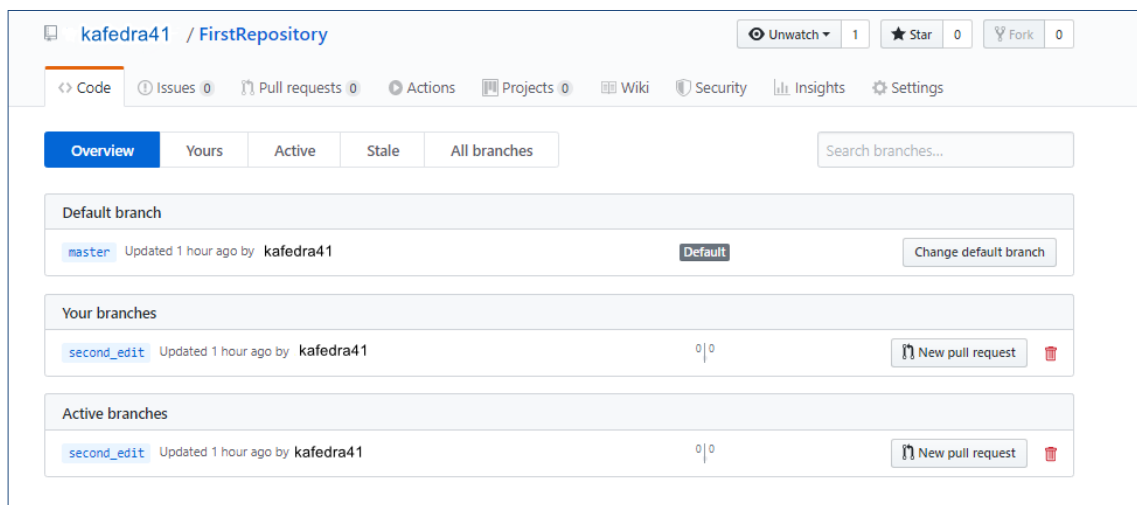 kafedra41 / FirstRepository Unwatch 1 Star 0 Fork 0
<> Code Issues 0 Pull requests 0 Actions Projects 0 Wiki Security Insights Settings
Overview Yours Active Stale All branches Search branches...
Default branch
master Updated 1 hour ago by kafedra41 Default Change default branch
Your branches
second_edit Updated 1 hour ago by kafedra41 0|0 New pull request
Active branches
second_edit Updated 1 hour ago by kafedra41 0|0 New pull request